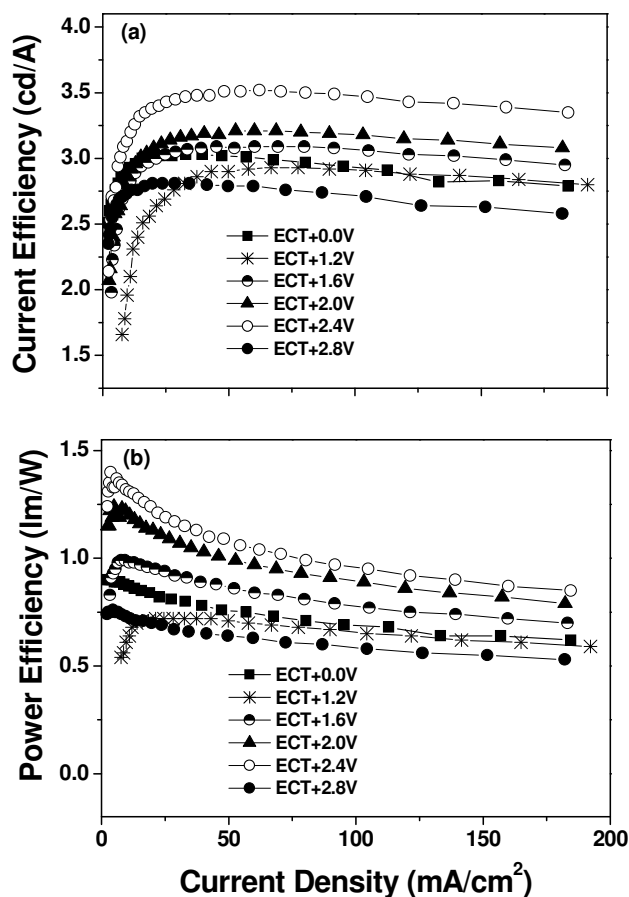 (a)
Current Efficiency (cd/A)
4.0
3.5
3.0
2.5
2.0
1.5
ECT+0.0V
ECT+1.2V
ECT+1.6V
ECT+2.0V
ECT+2.4V
ECT+2.8V
(b)
Power Efficiency (lm/W)
1.5
1.0
0.5
0.0
ECT+0.0V
ECT+1.2V
ECT+1.6V
ECT+2.0V
ECT+2.4V
ECT+2.8V
0 50 100 150 200
Current Density (mA/cm²)